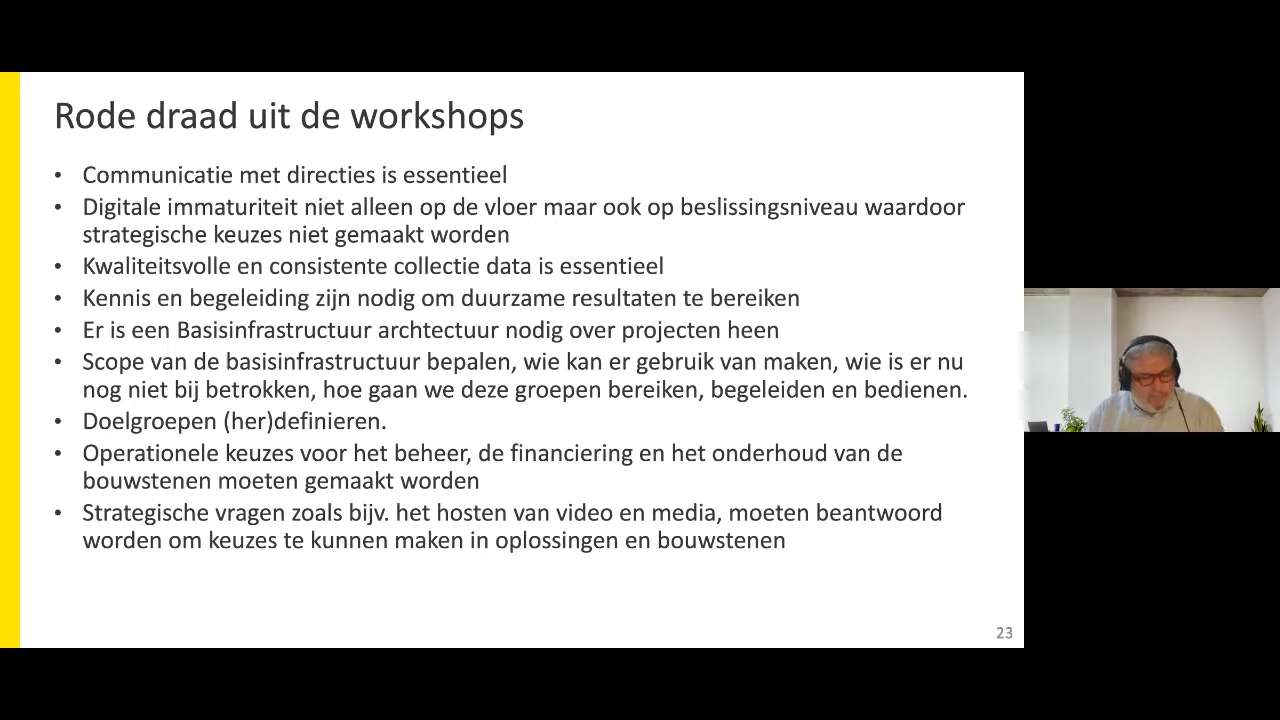 Rode draad uit de workshops
• Communicatie met directies is essentieel
• Digitale immaturiteit niet alleen op de vloer maar ook op beslissingsniveau waardoor
strategische keuzes niet gemaakt worden
• Kwaliteitsvolle en consistente collectie data is essentieel
• Kennis en begeleiding zijn nodig om duurzame resultaten te bereiken
• Er is een Basisinfrastructuur archtectuur nodig over projecten heen
• Scope van de basisinfrastructuur bepalen, wie kan er gebruik van maken, wie is er nu
nog niet bij betrokken, hoe gaan we deze groepen bereiken, begeleiden en bedienen.
• Doelgroepen (her)definieren.
• Operationele keuzes voor het beheer, de financiering en het onderhoud van de
bouwstenen moeten gemaakt worden
• Strategische vragen zoals bijv. het hosten van video en media, moeten beantwoord
worden om keuzes te kunnen maken in oplossingen en bouwstenen
23